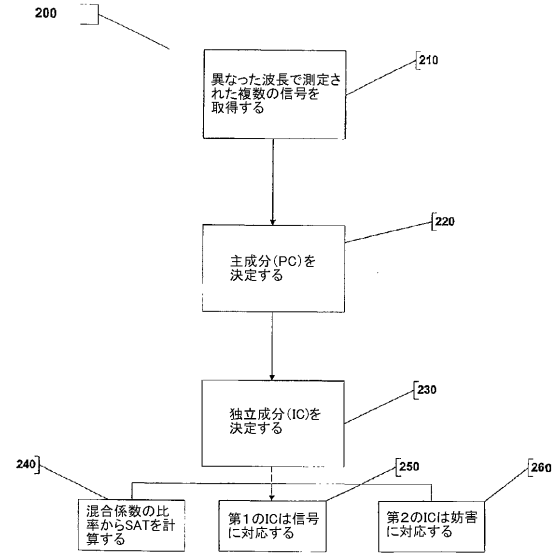 200
210
異なった波長で測定さ
れた複数の信号を
取得する
220
主成分(PC)を
決定する
230
独立成分(IC)を
決定する
240
混合係数の比
率からSATを計
算する
250
第1のICは信号
に対応する
260
第2のICは妨害
に対応する